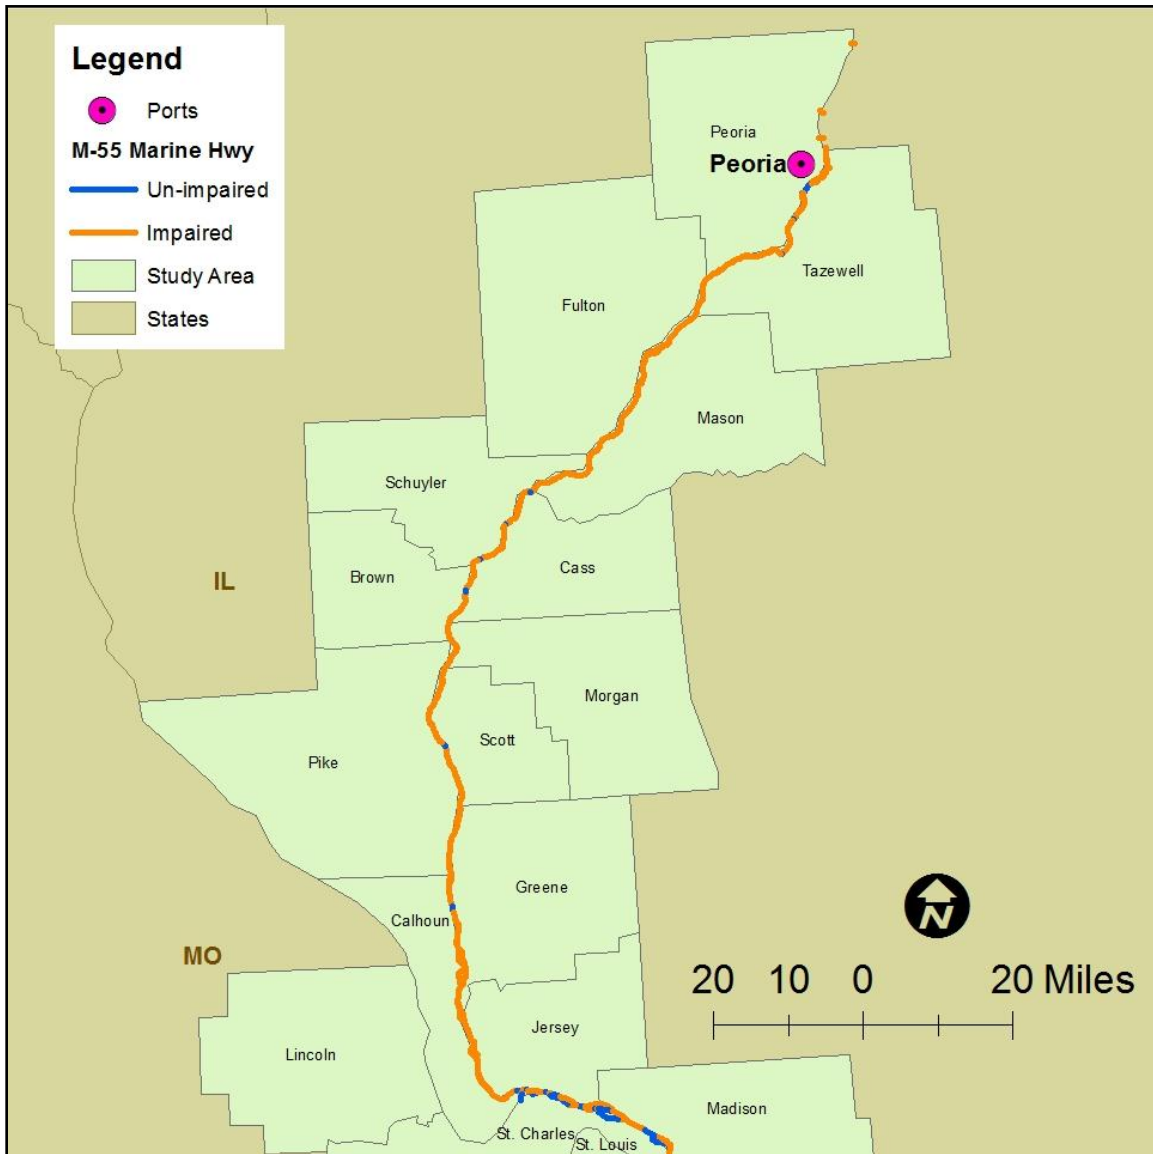 Legend
Ports
M-55 Marine Hwy
Un-impaired
Impaired
Study Area
States
Peoria
Peoria
Tazewell
Fulton
Mason
Schuyler
Cass
Brown
IL
Morgan
Scott
Pike
Greene
Calhoun
N
MO
20 10 0 20 Miles
Jersey
Lincoln
Madison
St. Charles
St. Louis